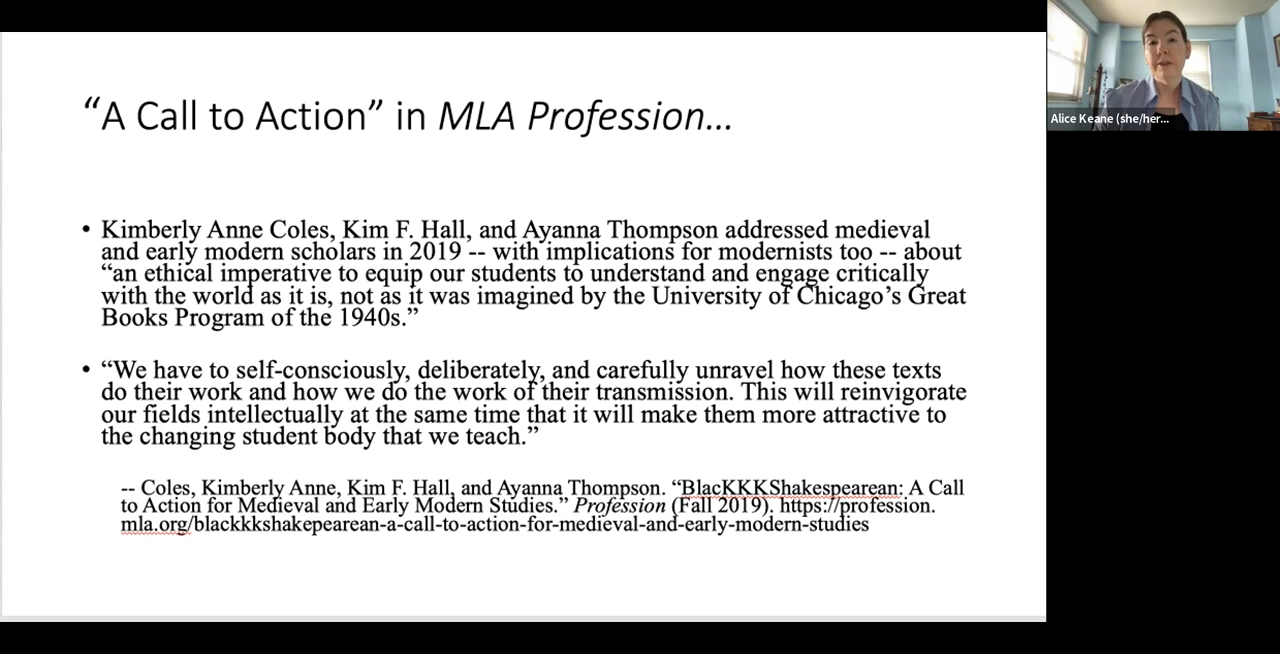 “A Call to Action” in MLA Profession…
• Kimberly Anne Coles, Kim F. Hall, and Ayanna Thompson addressed medieval
and early modern scholars in 2019 -- with implications for modernists too -- about
“an ethical imperative to equip our students to understand and engage critically
with the world as it is, not as it was imagined by the University of Chicago’s Great
Books Program of the 1940s.”
• “We have to self-consciously, deliberately, and carefully unravel how these texts
do their work and how we do the work of their transmission. This will reinvigorate
our fields intellectually at the same time that it will make them more attractive to
the changing student body that we teach.”
-- Coles, Kimberly Anne, Kim F. Hall, and Ayanna Thompson. “BlacKKKShakespearean: A Call
to Action for Medieval and Early Modern Studies.” Profession (Fall 2019). https://profession.
mla.org/blackkkshakepearean-a-call-to-action-for-medieval-and-early-modern-studies
Alice Keane (she/her...